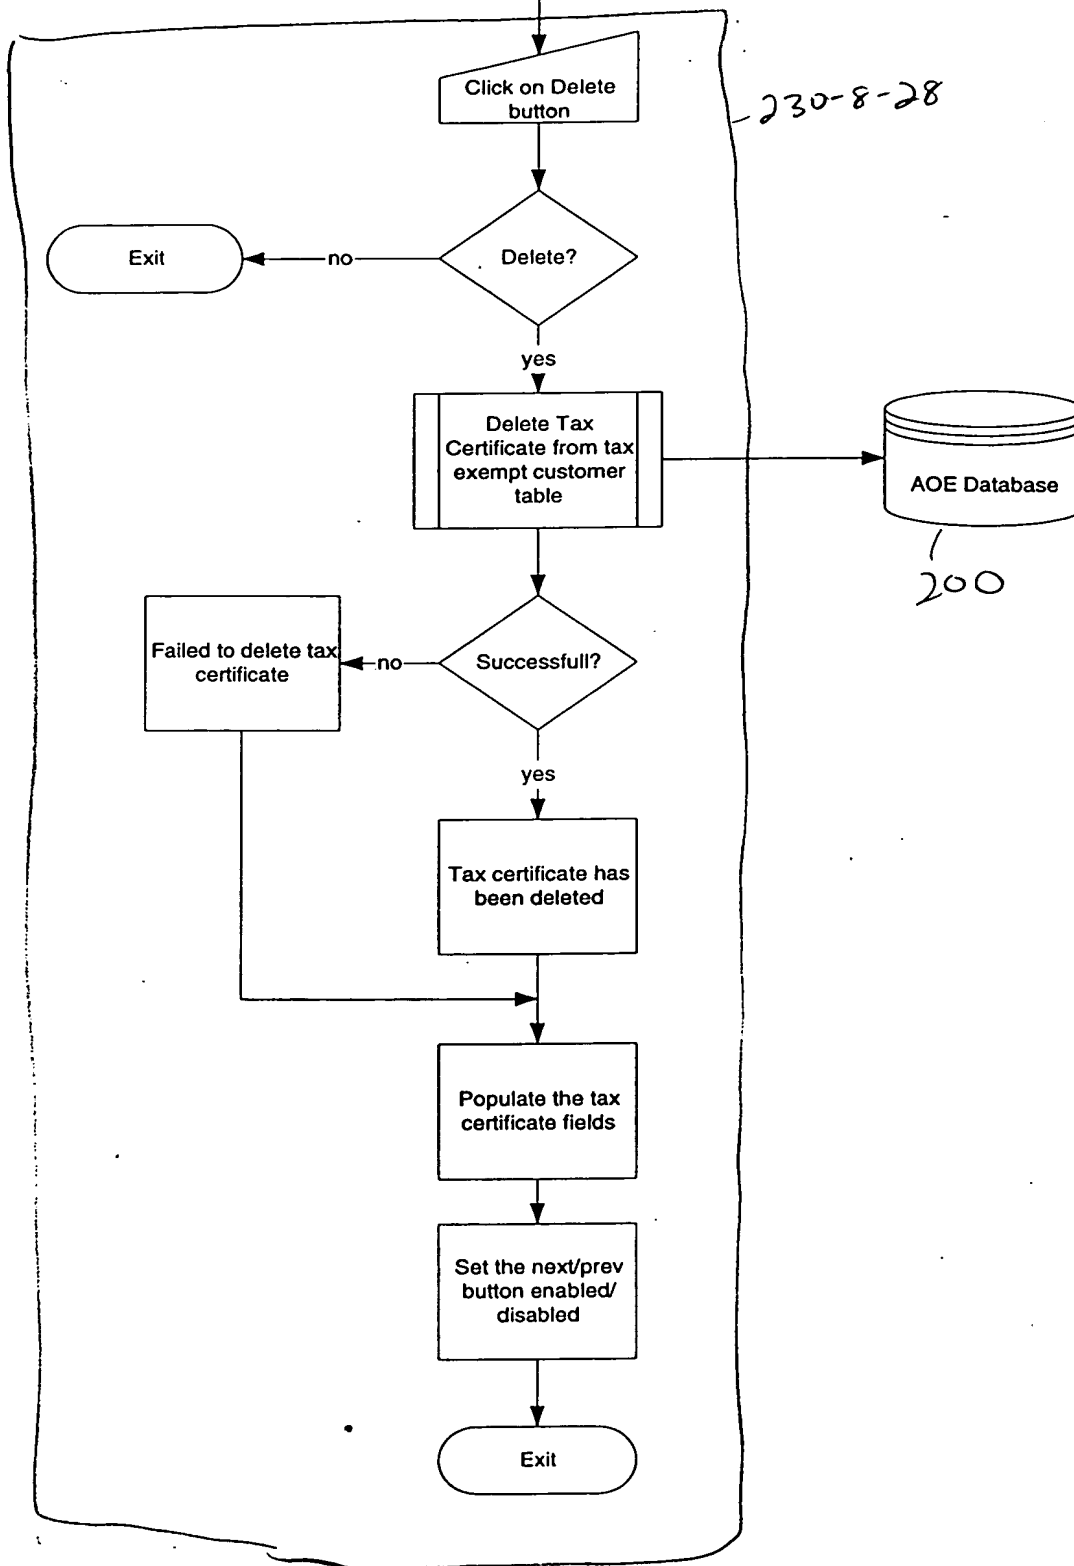 Click on Delete
button
230-8-28
Exit
no
Delete?
yes
Delete Tax
Certificate from tax
exempt customer
table
AOE Database
200
Failed to delete tax
certificate
no
Successfull?
yes
Tax certificate has
been deleted
Populate the tax
certificate fields
Set the next/prev
button enabled/
disabled
Exit